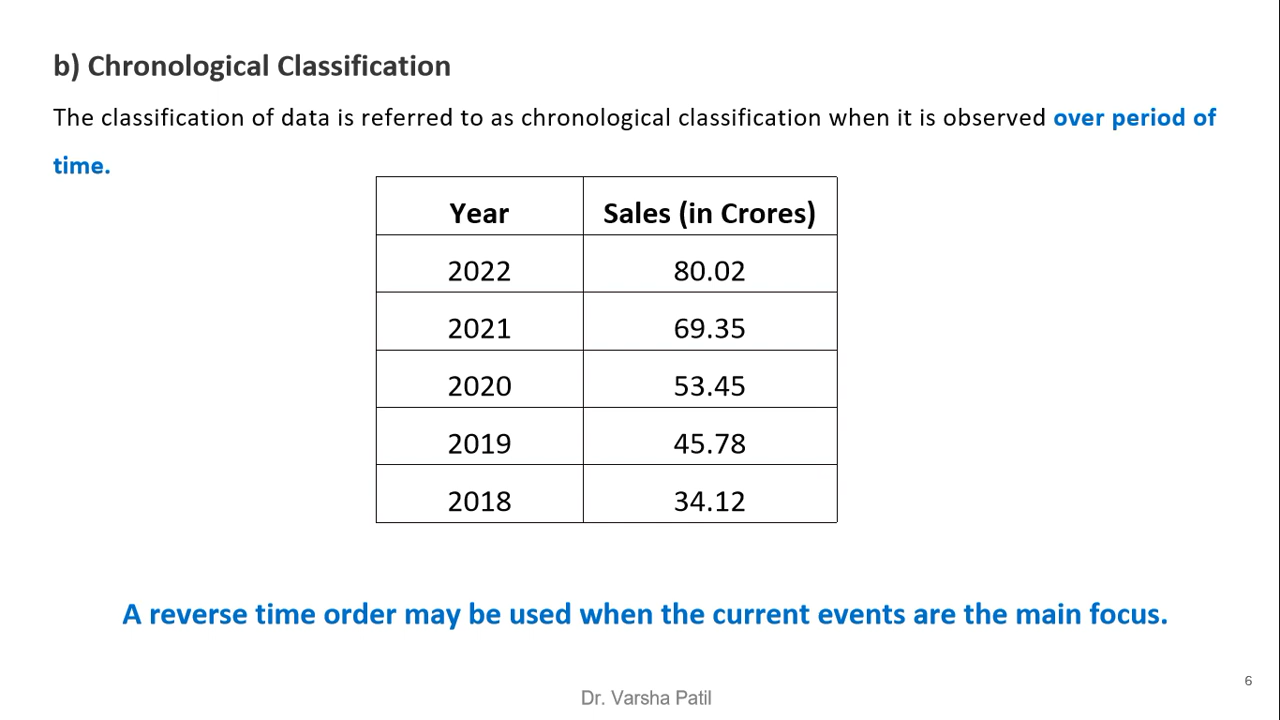 b) Chronological Classification
The classification of data is referred to as chronological classification when it is observed over period of
time.
Year Sales (in Crores)
2022 80.02
2021 69.35
2020 53.45
2019 45.78
2018 34.12
A reverse time order may be used when the current events are the main focus.
6
Dr. Varsha Patil